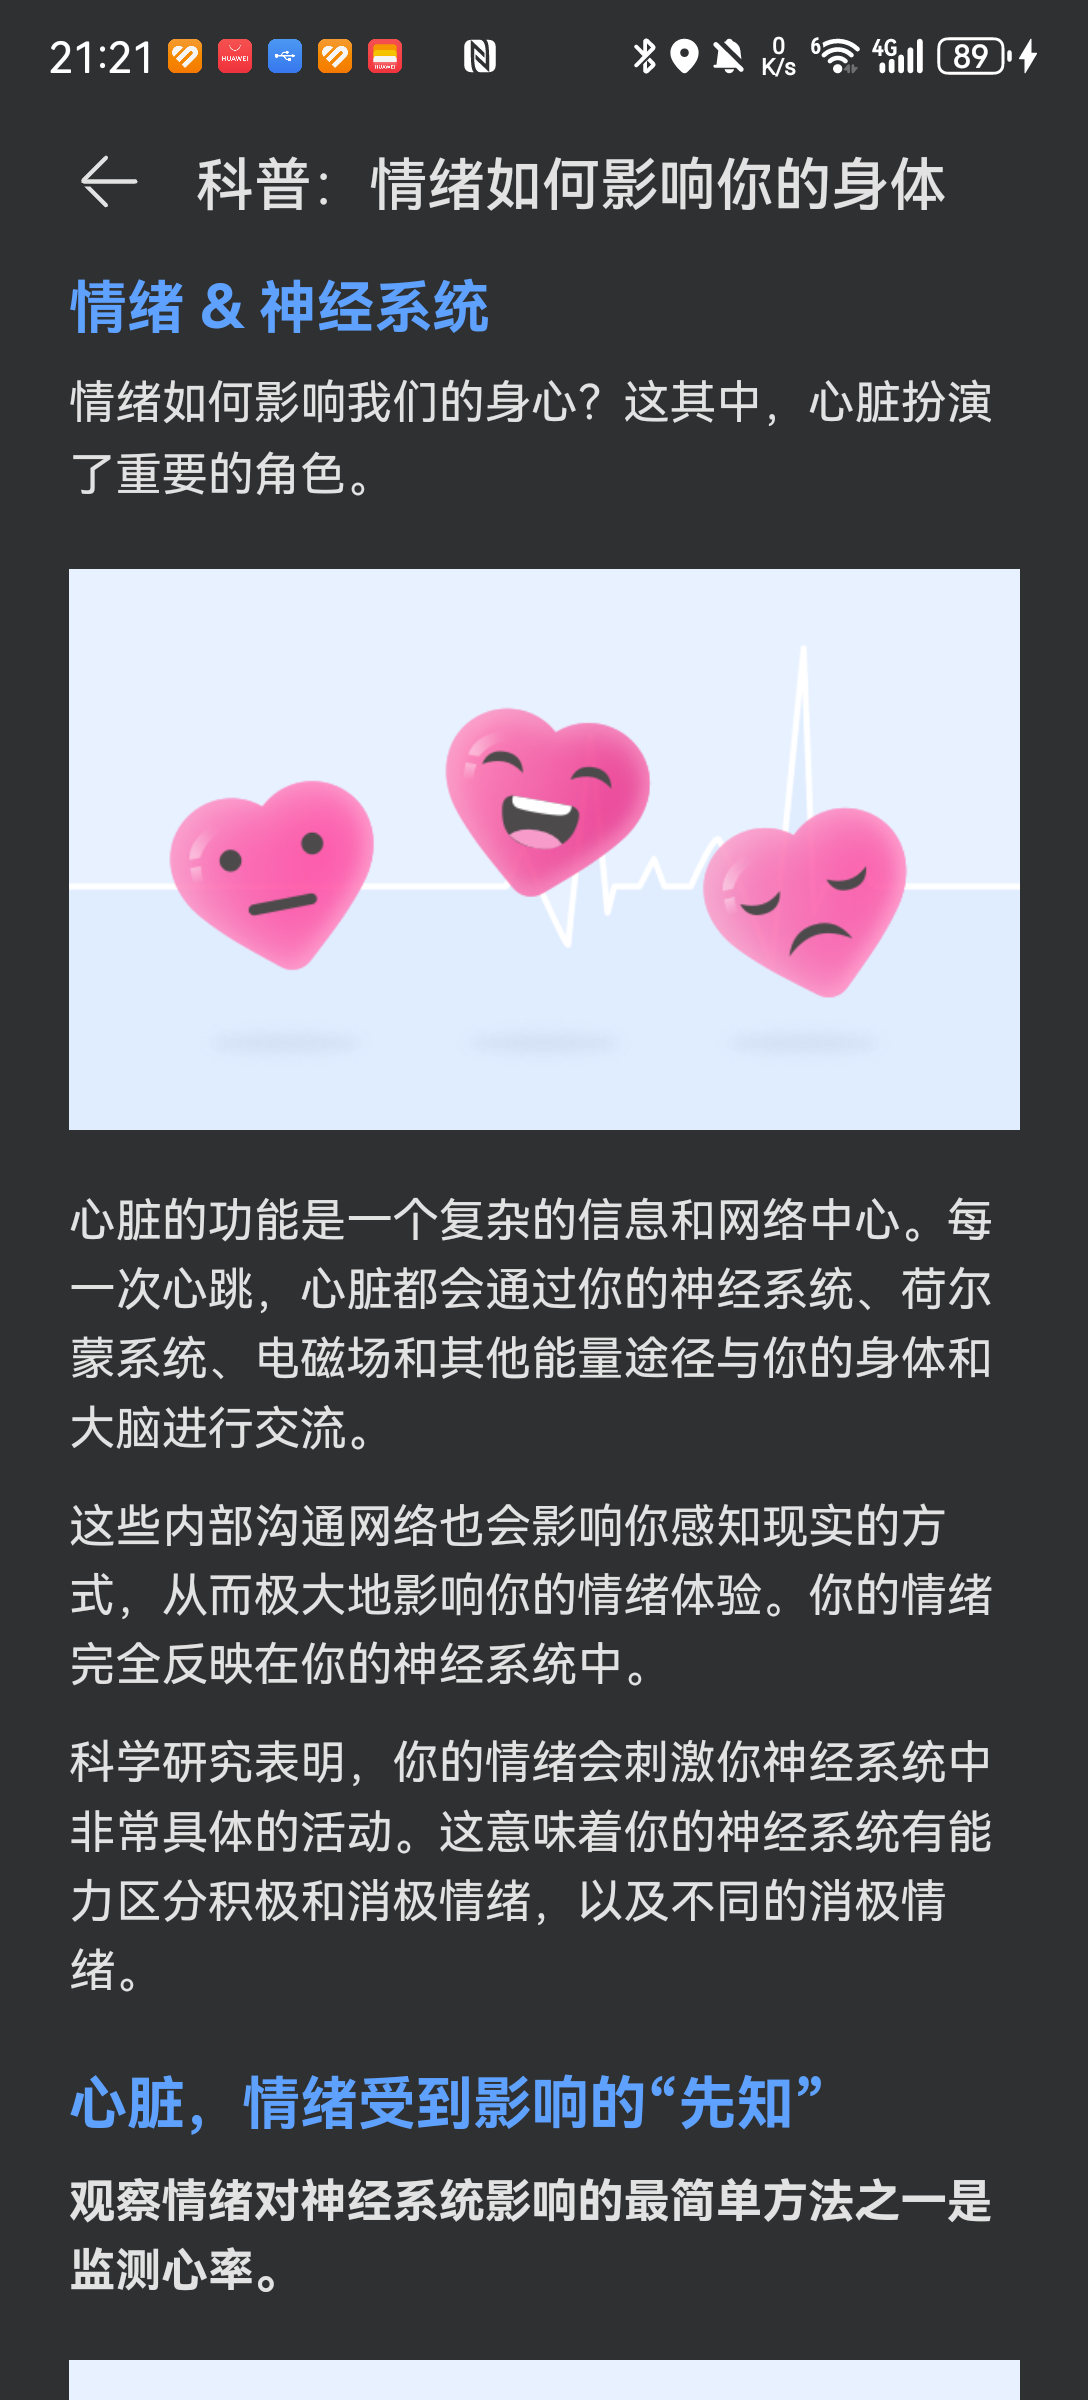 21:21 HUAWEI HUAWEI 0 K/s 6 4G 89
科普：情绪如何影响你的身体
情绪 & 神经系统
情绪如何影响我们的身心？这其中，心脏扮演
了重要的角色。
心脏的功能是一个复杂的信息和网络中心。每
一次心跳，心脏都会通过你的神经系统、荷尔
蒙系统、电磁场和其他能量途径与你的身体和
大脑进行交流。
这些内部沟通网络也会影响你感知现实的方
式，从而极大地影响你的情绪体验。你的情绪
完全反映在你的神经系统中。
科学研究表明，你的情绪会刺激你神经系统中
非常具体的活动。这意味着你的神经系统有能
力区分积极和消极情绪，以及不同的消极情
绪。
心脏，情绪受到影响的“先知”
观察情绪对神经系统影响的最简单方法之一是
监测心率。